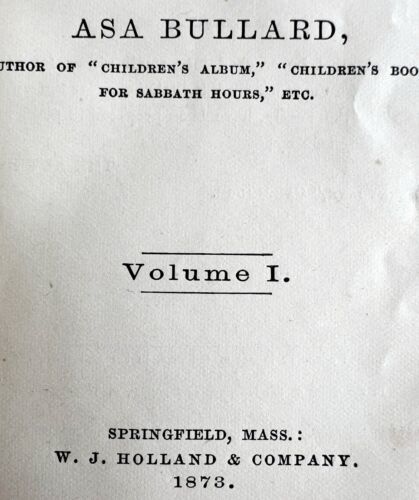 ASA BULLARD,
UTHOR OF "CHILDREN'S ALBUM," "CHILDREN'S BOO
FOR SABBATH HOURS," ETC.
Volume I.
SPRINGFIELD, MASS.:
W. J. HOLLAND & COMPANY.
1873.